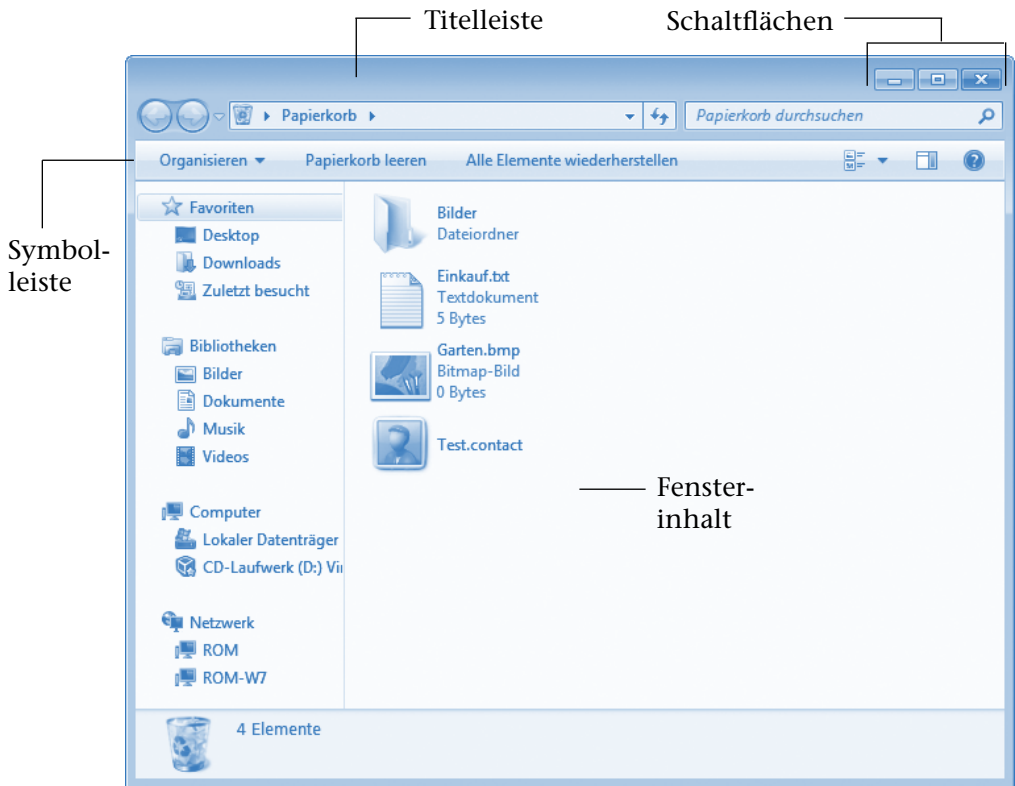 Titelleiste
Schaltflächen
Papierkorb
Papierkorb durchsuchen
Organisieren
Papierkorb leeren
Alle Elemente wiederherstellen
Symbol-
leiste
Favoriten
Desktop
Downloads
Zuletzt besucht
Bibliotheken
Bilder
Dokumente
Musik
Videos
Computer
Lokaler Datenträger
CD-Laufwerk (D:) Vi
Netzwerk
ROM
ROM-W7
Bilder
Dateiordner
Einkauf.txt
Textdokument
5 Bytes
Garten.bmp
Bitmap-Bild
0 Bytes
Test.contact
Fenster-
inhalt
4 Elemente